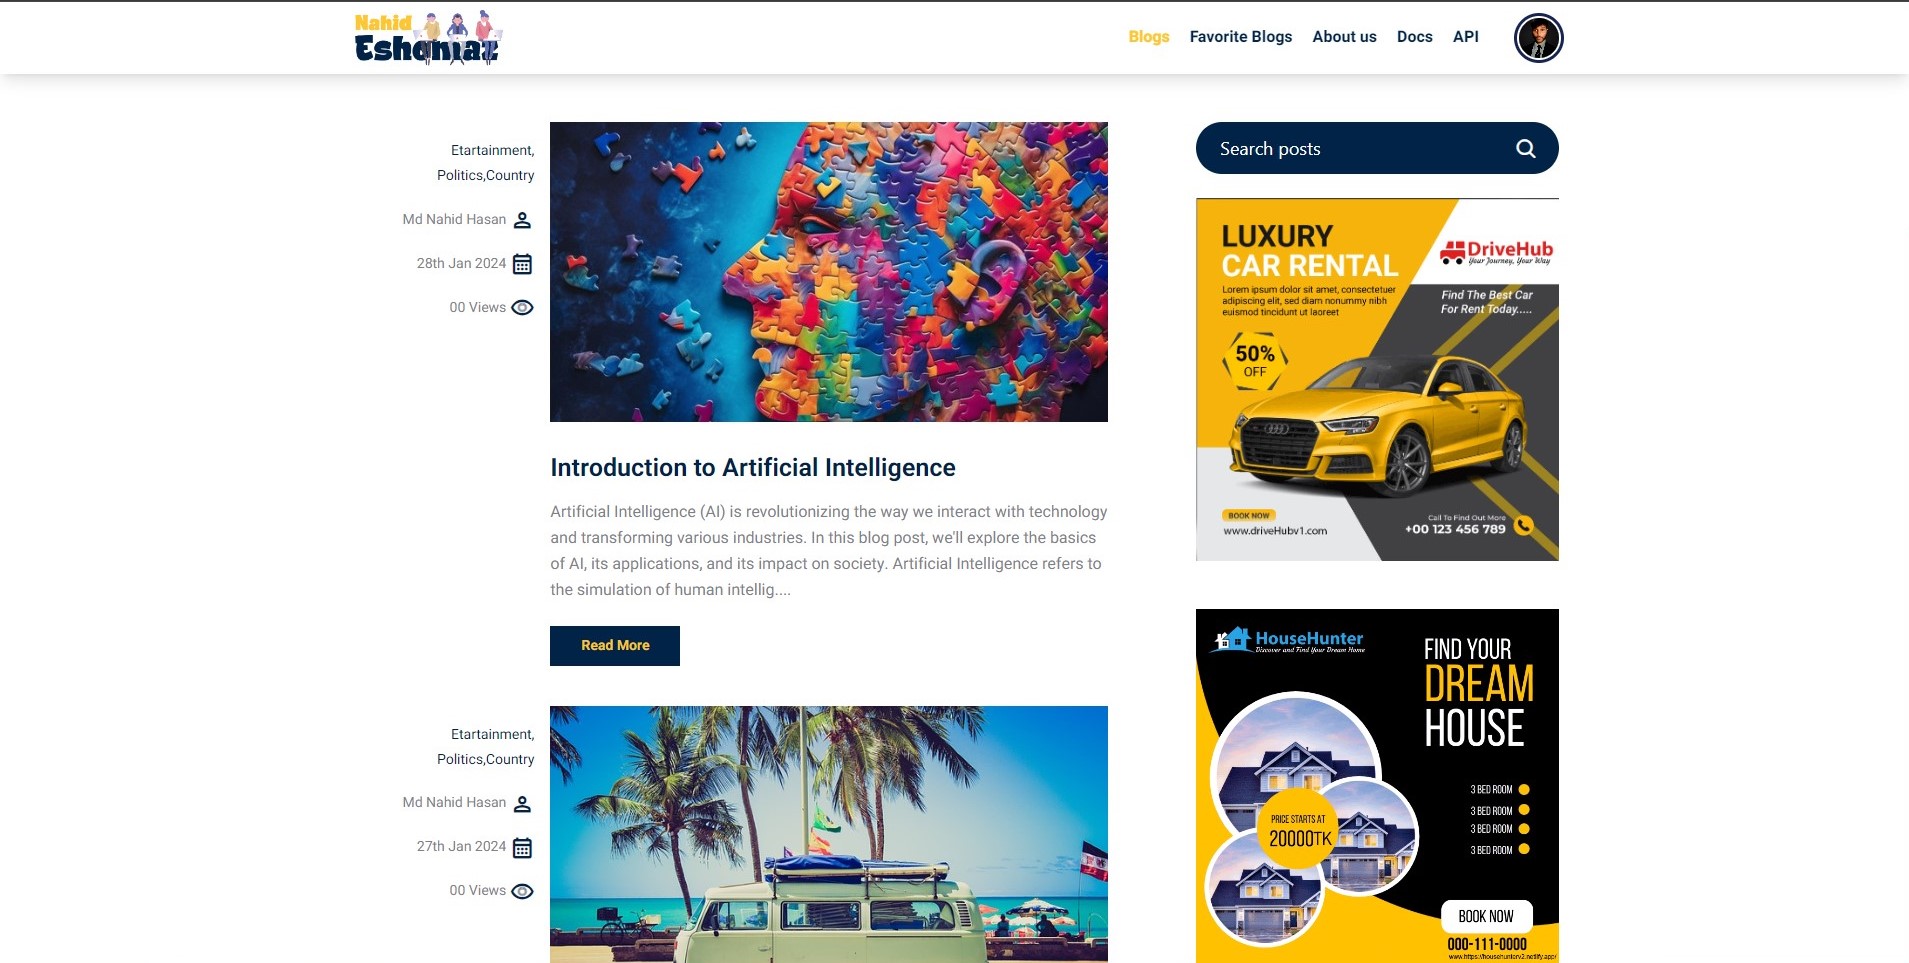 Nahid
Eshoniaz
Blogs Favorite Blogs About us Docs API
Etartainment,
Politics,Country
Md Nahid Hasan
28th Jan 2024
00 Views
Introduction to Artificial Intelligence
Artificial Intelligence (AI) is revolutionizing the way we interact with technology
and transforming various industries. In this blog post, we'll explore the basics
of AI, its applications, and its impact on society. Artificial Intelligence refers to
the simulation of human intellig....
Read More
Etartainment,
Politics,Country
Md Nahid Hasan
27th Jan 2024
00 Views
Search posts
LUXURY
CAR RENTAL
Lorem ipsum dolor sit amet, consectetuer
adipiscing elit, sed diam nonummy nibh
euismod tincidunt ut laoreet
DriveHub
Your Journey, Your Way
Find The Best Car
For Rent Today.....
50%
OFF
BOOK NOW
www.driveHubv1.com
Call To Find Out More
+00 123 456 789
HouseHunter
Discover and Find Your Dream Home
FIND YOUR
DREAM
HOUSE
PRICE STARTS AT
20000TK
3 BED ROOM
3 BED ROOM
3 BED ROOM
3 BED ROOM
BOOK NOW
000-111-0000
www.https://househunterv2.netlify.app/